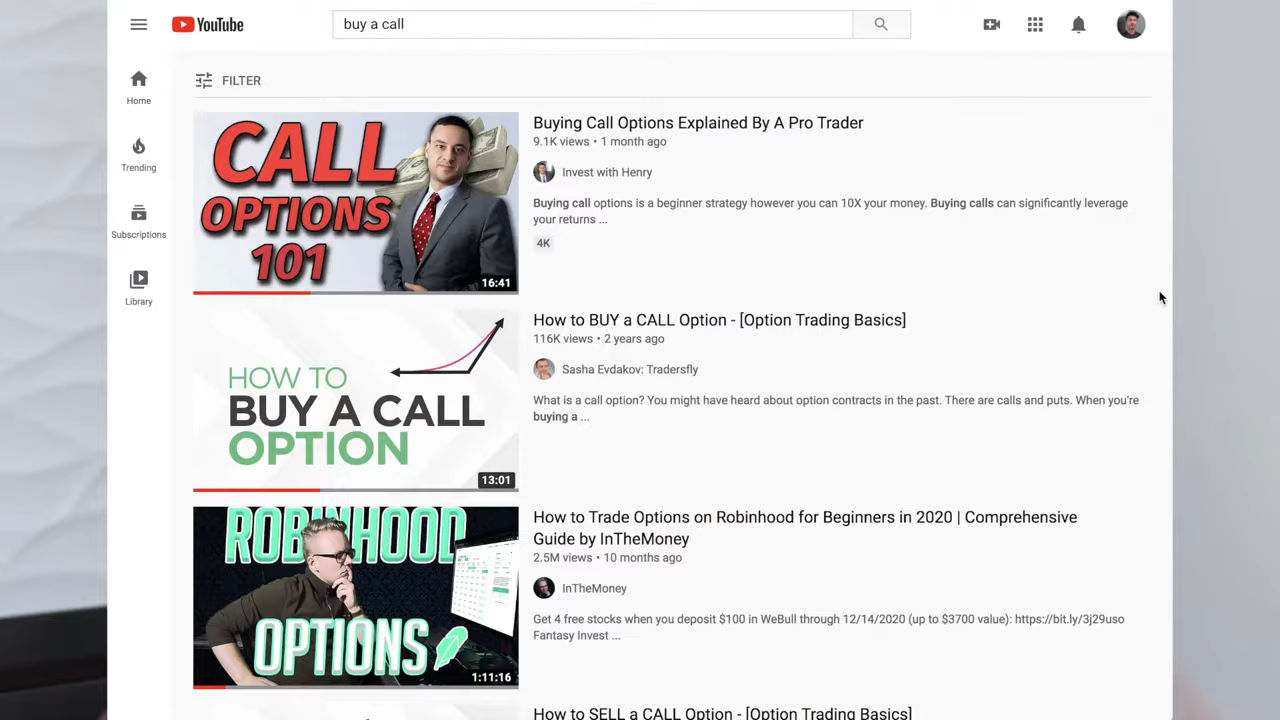 YouTube
buy a call
Home
Trending
Subscriptions
Library
FILTER
CALL
OPTIONS
101
16:41
Buying Call Options Explained By A Pro Trader
9.1K views • 1 month ago
Invest with Henry
Buying call options is a beginner strategy however you can 10X your money. Buying calls can significantly leverage
your returns ...
4K
HOW TO
BUY A CALL
OPTION
13:01
How to BUY a CALL Option - [Option Trading Basics]
116K views • 2 years ago
Sasha Evdakov: Tradersfly
What is a call option? You might have heard about option contracts in the past. There are calls and puts. When you're
buying a ...
ROBINHOOD
OPTIONS
1:11:16
How to Trade Options on Robinhood for Beginners in 2020 | Comprehensive
Guide by InTheMoney
2.5M views • 10 months ago
InTheMoney
Get 4 free stocks when you deposit $100 in WeBull through 12/14/2020 (up to $3700 value): https://bit.ly/3j29uso
Fantasy Invest ...
How to SELL a CALL Option - [Option Trading Basics]